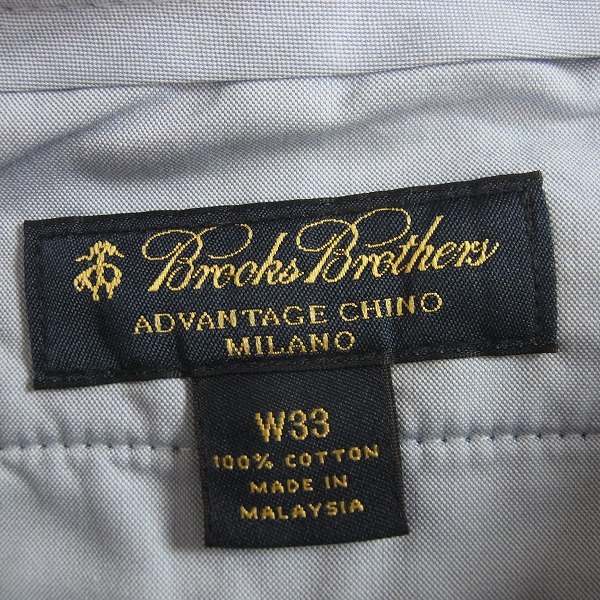 Brooks Brothers
ADVANTAGE CHINO
MILANO
W33
100% COTTON
MADE IN
MALAYSIA